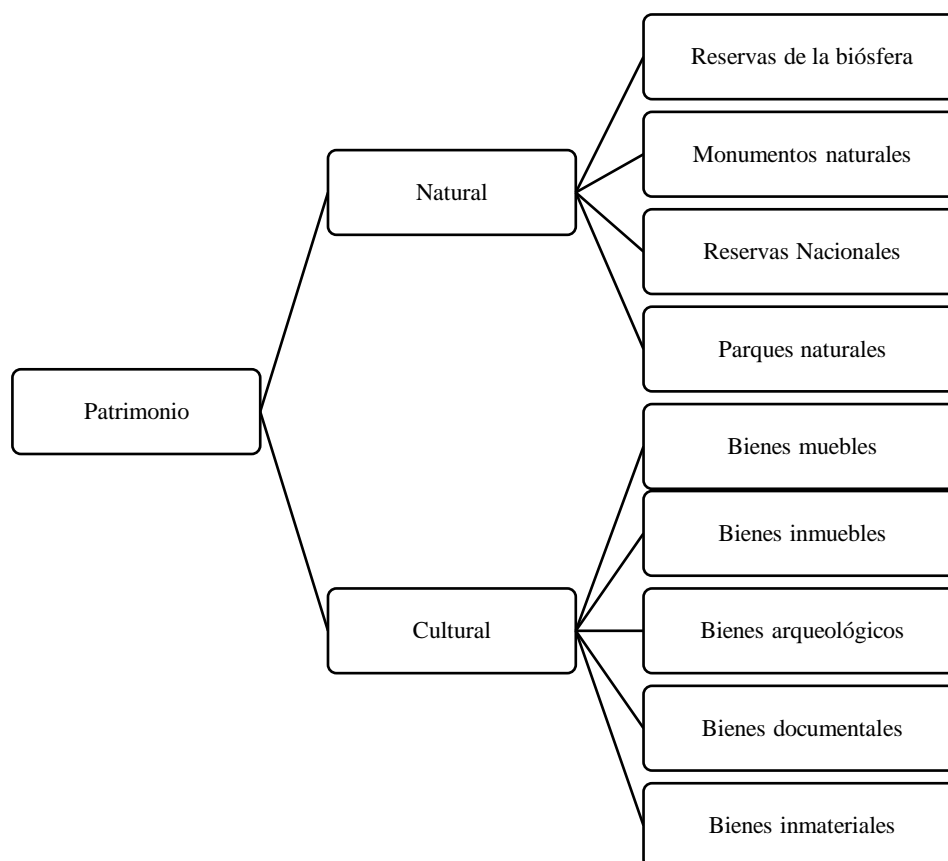 Patrimonio
Natural
Reservas de la biósfera
Monumentos naturales
Reservas Nacionales
Parques naturales
Cultural
Bienes muebles
Bienes inmuebles
Bienes arqueológicos
Bienes documentales
Bienes inmateriales